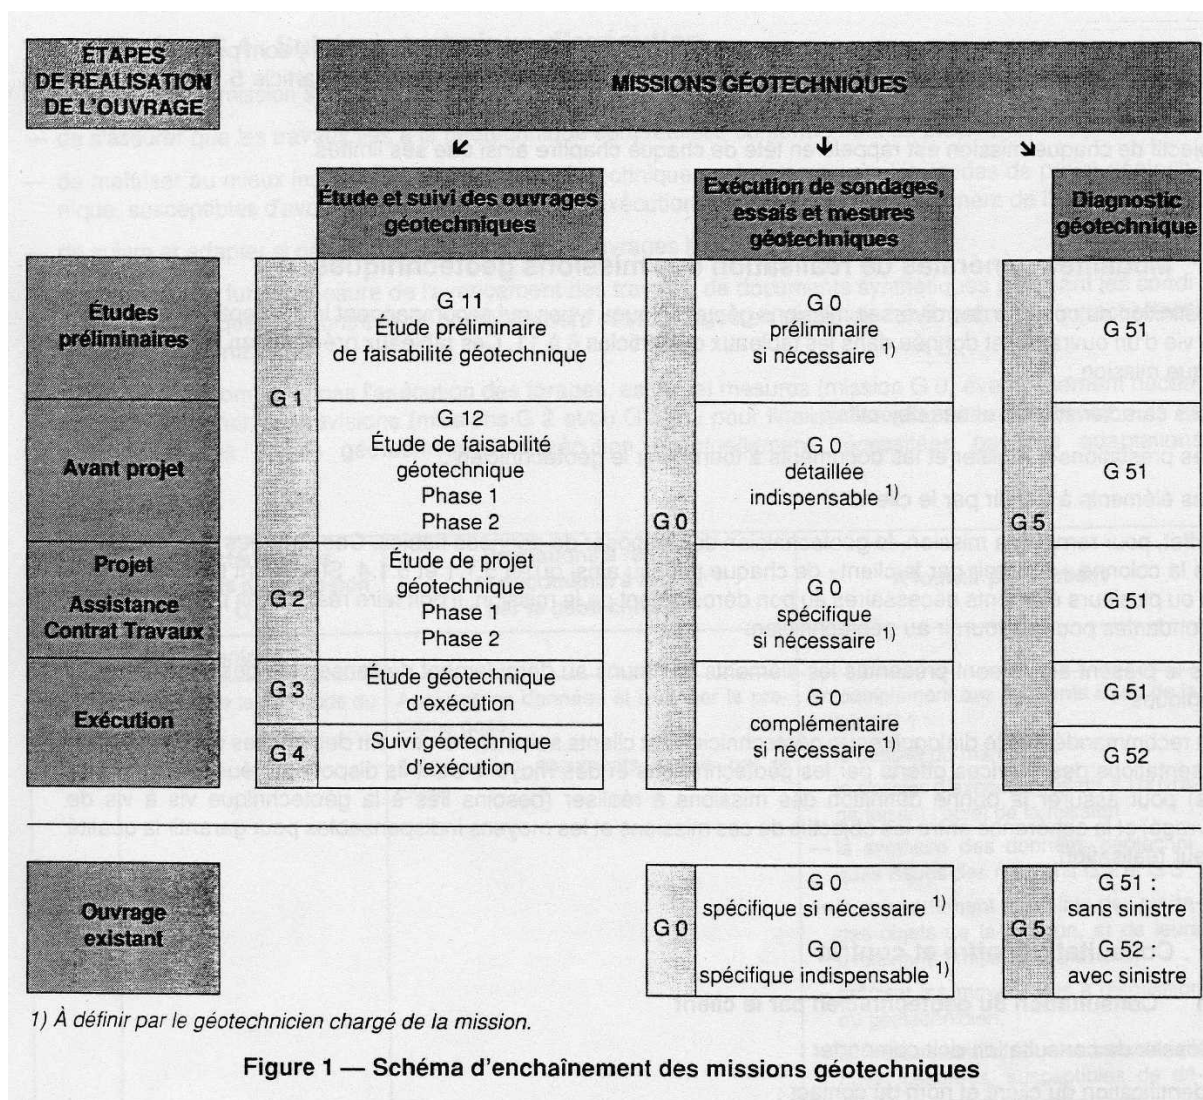 ÉTAPES
DE REALISATION
DE L'OUVRAGE
MISSIONS GÉOTECHNIQUES
Étude et suivi des ouvrages
géotechniques
Exécution de sondages,
essais et mesures
géotechniques
Diagnostic
géotechnique
Études
préliminaires
G 1
G 11
Étude préliminaire
de faisabilité géotechnique
G 0
G 0
préliminaire
si nécessaire 1)
G 5
G 51
Avant projet
G 12
Étude de faisabilité
géotechnique
Phase 1
Phase 2
G 0
détaillée
indispensable 1)
G 51
Projet
Assistance
Contrat Travaux
G 2
Étude de projet
géotechnique
Phase 1
Phase 2
G 0
spécifique
si nécessaire 1)
G 51
Exécution
G 3
Étude géotechnique
d'exécution
G 0
complémentaire
si nécessaire 1)
G 51
G 4
Suivi géotechnique
d'exécution
G 52
Ouvrage
existant
G 0
G 0
spécifique si nécessaire 1)
G 0
spécifique indispensable 1)
G 5
G 51 :
sans sinistre
G 52 :
avec sinistre
1) À définir par le géotechnicien chargé de la mission.
Figure 1 — Schéma d'enchaînement des missions géotechniques